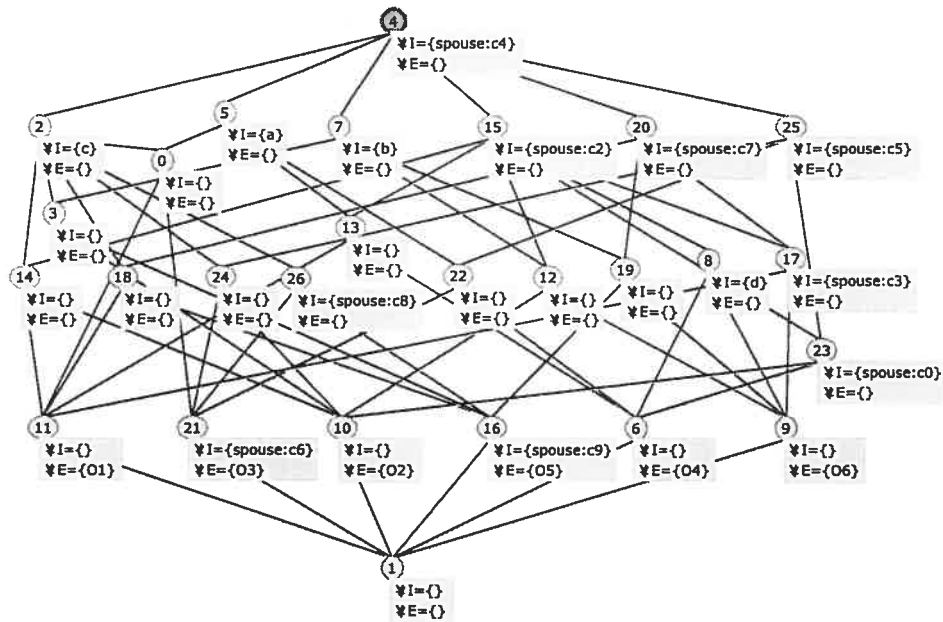 4
¥I={spouse:c4}
¥E={}
2
¥I={c}
¥E={}
5
¥I={a}
¥E={}
7
¥I={b}
¥E={}
15
¥I={spouse:c2}
¥E={}
20
¥I={spouse:c7}
¥E={}
25
¥I={spouse:c5}
¥E={}
0
¥I={}
¥E={}
3
¥I={}
¥E={}
13
¥I={}
¥E={}
14
¥I={}
¥E={}
18
¥I={}
¥E={}
24
¥I={}
¥E={}
26
¥I={spouse:c8}
¥E={}
22
¥I={}
¥E={}
12
¥I={}
¥E={}
19
¥I={}
¥E={}
8
¥I={d}
¥E={}
17
¥I={spouse:c3}
¥E={}
23
¥I={spouse:c0}
¥E={}
11
¥I={}
¥E={O1}
21
¥I={spouse:c6}
¥E={O3}
10
¥I={}
¥E={O2}
16
¥I={spouse:c9}
¥E={O5}
6
¥I={}
¥E={O4}
9
¥I={}
¥E={O6}
1
¥I={}
¥E={}